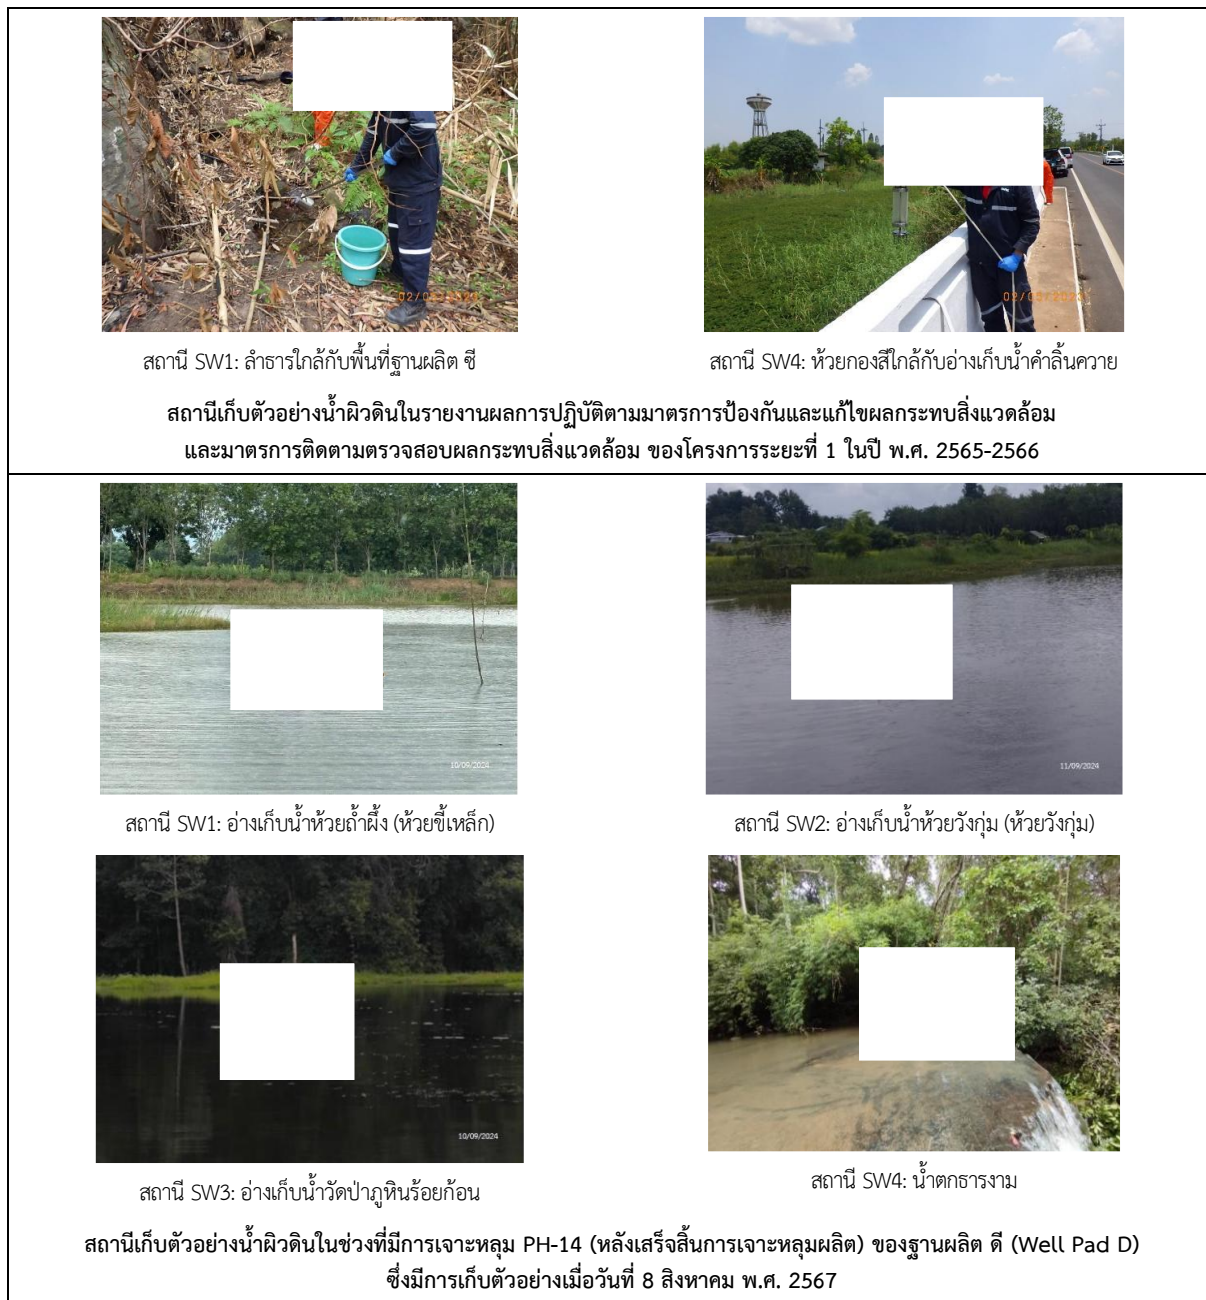 สถานี SW1: ลำธารใกล้กับพื้นที่ฐานผลิต ซี
สถานี SW4: ห้วยกองสีใกล้กับอ่างเก็บน้ำคำลิ้นควาย
สถานีเก็บตัวอย่างน้ำผิวดินในรายงานผลการปฏิบัติตามมาตรการป้องกันและแก้ไขผลกระทบสิ่งแวดล้อม
และมาตรการติดตามตรวจสอบผลกระทบสิ่งแวดล้อม ของโครงการระยะที่ 1 ในปี พ.ศ. 2565-2566
10/09/2024
11/09/2024
สถานี SW1: อ่างเก็บน้ำห้วยถ้ำผึ้ง (ห้วยขี้เหล็ก)
สถานี SW2: อ่างเก็บน้ำห้วยวังกุ่ม (ห้วยวังกุ่ม)
10/09/2024
สถานี SW3: อ่างเก็บน้ำวัดป่าภูหินร้อยก้อน
สถานี SW4: น้ำตกธารงาม
สถานีเก็บตัวอย่างน้ำผิวดินในช่วงที่มีการเจาะหลุม PH-14 (หลังเสร็จสิ้นการเจาะหลุมผลิต) ของฐานผลิต ดี (Well Pad D)
ซึ่งมีการเก็บตัวอย่างเมื่อวันที่ 8 สิงหาคม พ.ศ. 2567